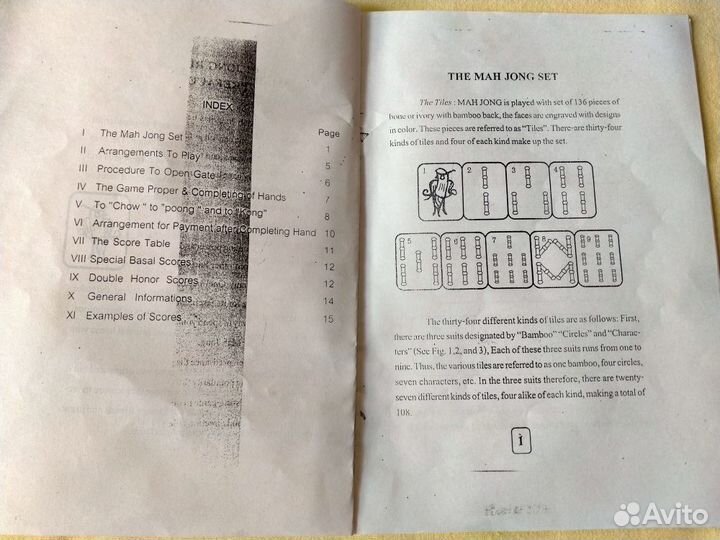 INDEX
Page
I The Mah Jong Set 1
II Arrangements To Play 5
III Procedure To Open Gate 6
IV The Game Proper & Completing of Hands 7
V To "Chow " to "poong " and to "Kong" 8
VI Arrangement for Payment after Completing Hand 10
VII The Score Table 11
VIII Special Basal Scores 12
IX Double Honor Scores 12
X General Informations 14
XI Examples of Scores 15
THE MAH JONG SET
The Tiles : MAH JONG is played with set of 136 pieces of
bone or ivory with bamboo back, the faces are engraved with designs
in color. These pieces are referred to as "Tiles". There are thirty-four
kinds of tiles and four of each kind make up the set.
1 2 3 4
5 6 7 8 9
The thirty-four different kinds of tiles are as follows: First,
there are three suits designated by "Bamboo" "Circles" and "Charac-
ters" (See Fig. 1,2, and 3), Each of these three suits runs from one to
nine. Thus, the various tiles are referred to as one bamboo, four circles,
seven characters, etc. In the three suits therefore, there are twenty-
seven different kinds of tiles, four alike of each kind, making a total of
108.
1
Avito